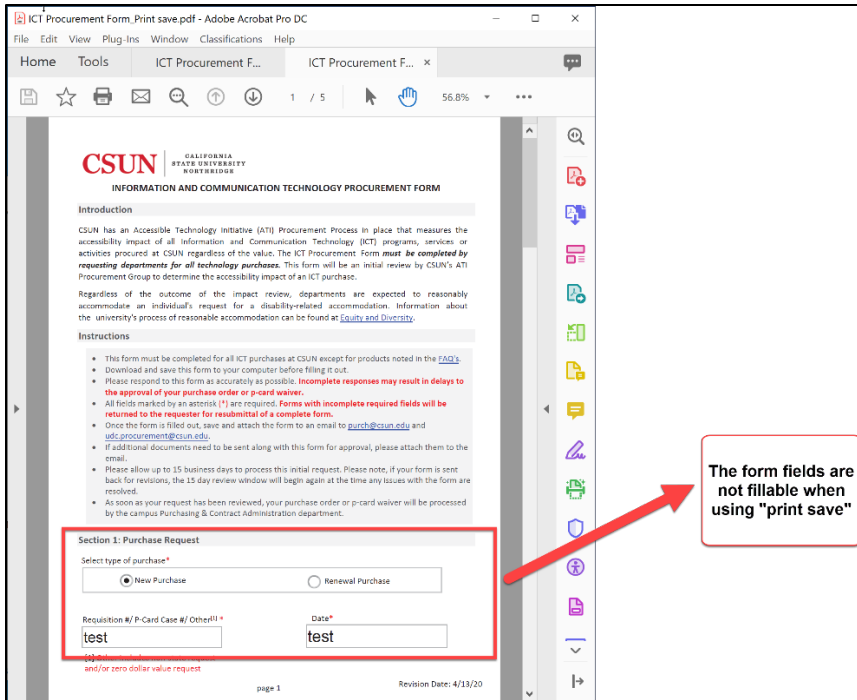 ICT Procurement Form_Print save.pdf - Adobe Acrobat Pro DC
File Edit View Plug-Ins Window Classifications Help
Home Tools ICT Procurement F... ICT Procurement F... ×
1 / 5 56.8%
CSUN CALIFORNIA
STATE UNIVERSITY
NORTHRIDGE
INFORMATION AND COMMUNICATION TECHNOLOGY PROCUREMENT FORM
Introduction
CSUN has an Accessible Technology Initiative (ATI) Procurement Process in place that measures the
accessibility impact of all Information and Communication Technology (ICT) programs, services or
activities procured at CSUN regardless of the value. The ICT Procurement Form must be completed by
requesting departments for all technology purchases. This form will be an initial review by CSUN's ATI
Procurement Group to determine the accessibility impact of an ICT purchase.
Regardless of the outcome of the impact review, departments are expected to reasonably
accommodate an individual's request for a disability-related accommodation. Information about
the university's process of reasonable accommodation can be found at Equity and Diversity.
Instructions
• This form must be completed for all ICT purchases at CSUN except for products noted in the FAQ's.
• Download and save this form to your computer before filling it out.
• Please respond to this form as accurately as possible. Incomplete responses may result in delays to
the approval of your purchase order or p-card waiver.
• All fields marked by an asterisk (*) are required. Forms with incomplete required fields will be
returned to the requester for resubmittal of a complete form.
• Once the form is filled out, save and attach the form to an email to purch@csun.edu and
udc.procurement@csun.edu.
• If additional documents need to be sent along with this form for approval, please attach them to the
email.
• Please allow up to 15 business days to process this initial request. Please note, if your form is sent
back for revisions, the 15 day review window will begin again at the time any issues with the form are
resolved.
• As soon as your request has been reviewed, your purchase order or p-card waiver will be processed
by the campus Purchasing & Contract Administration department.
Section 1: Purchase Request
Select type of purchase*
New Purchase Renewal Purchase
Requisition #/ P-Card Case #/ Other[1] * Date*
test test
and/or zero dollar value request
page 1 Revision Date: 4/13/20
The form fields are
not fillable when
using "print save"